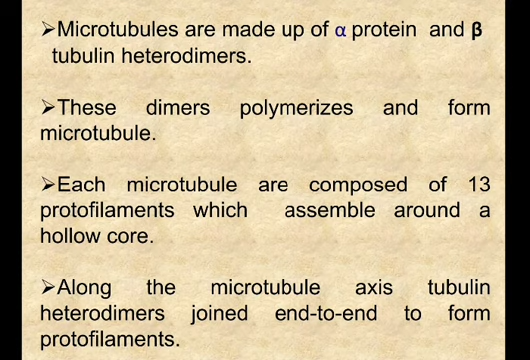 ➢Microtubules are made up of α protein and β
tubulin heterodimers.
➢These dimers polymerizes and form
microtubule.
➢Each microtubule are composed of 13
protofilaments which assemble around a
hollow core.
➢Along the microtubule axis tubulin
heterodimers joined end-to-end to form
protofilaments.